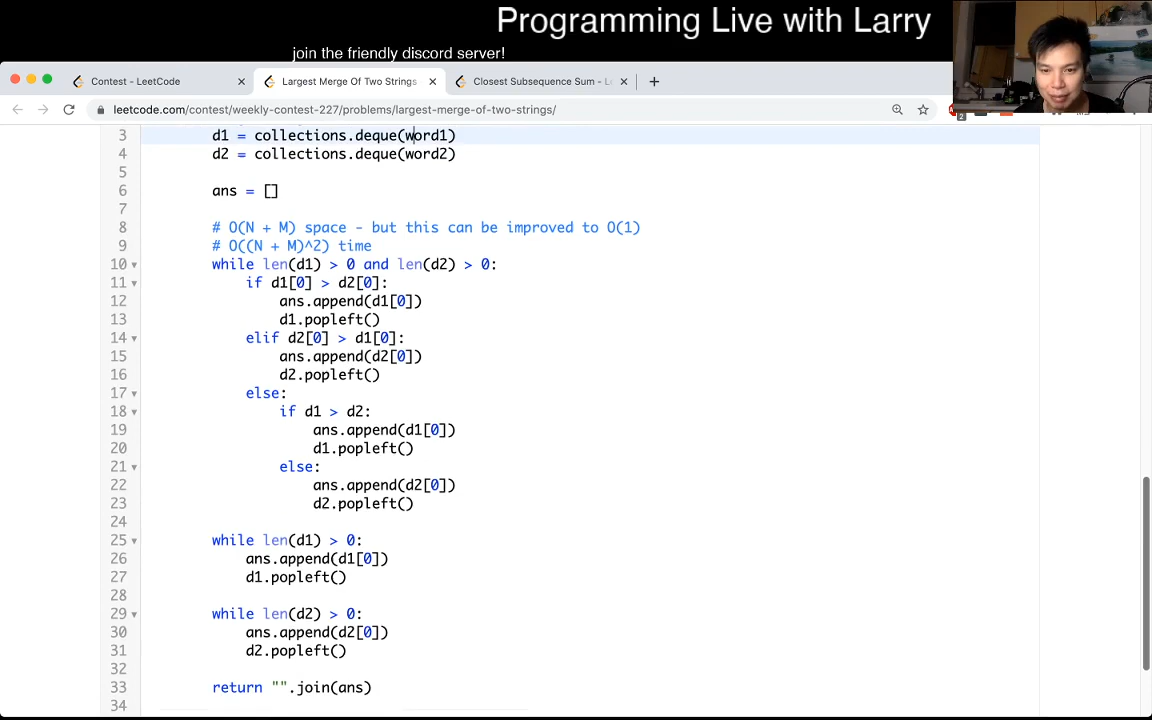 Programming Live with Larry
join the friendly discord server!
Contest - LeetCode
Largest Merge Of Two Strings
Closest Subsequence Sum - L
leetcode.com/contest/weekly-contest-227/problems/largest-merge-of-two-strings/
3 d1 = collections.deque(word1)
4 d2 = collections.deque(word2)
5
6 ans = []
7
8 # O(N + M) space - but this can be improved to O(1)
9 # O((N + M)^2) time
10 while len(d1) > 0 and len(d2) > 0:
11 if d1[0] > d2[0]:
12 ans.append(d1[0])
13 d1.popleft()
14 elif d2[0] > d1[0]:
15 ans.append(d2[0])
16 d2.popleft()
17 else:
18 if d1 > d2:
19 ans.append(d1[0])
20 d1.popleft()
21 else:
22 ans.append(d2[0])
23 d2.popleft()
24
25 while len(d1) > 0:
26 ans.append(d1[0])
27 d1.popleft()
28
29 while len(d2) > 0:
30 ans.append(d2[0])
31 d2.popleft()
32
33 return "".join(ans)
34